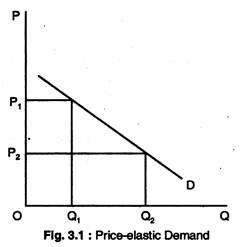 P
P₁
P₂
D
O
Q₁
Q₂
Q
Fig. 3.1 : Price-elastic Demand